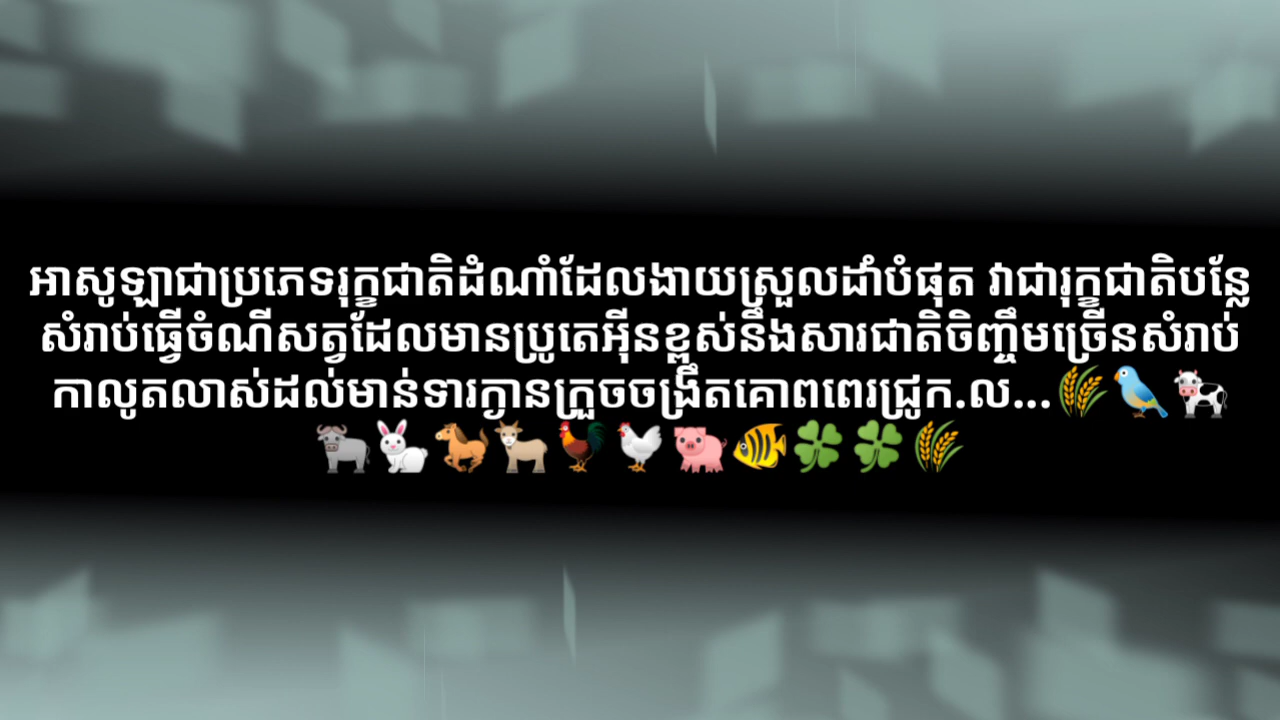 អាសូឡាជាប្រភេទរុក្ខជាតិដំណាំដែលងាយស្រួលដាំបំផុត វាជារុក្ខជាតិបន្លែ
សំរាប់ធ្វើចំណីសត្វដែលមានប្រូតេអ៊ីនខ្ពស់នឹងសារជាតិចិញ្ចឹមច្រើនសំរាប់
កាលូតលាស់ដល់មាន់ទារក្ងានក្រួចចង្រឹតគោពពេរជ្រូក.ល...🌾🐦🐄
🐃🐇🐎🐐🐓🐔🐖🐠🍀🍀🌾